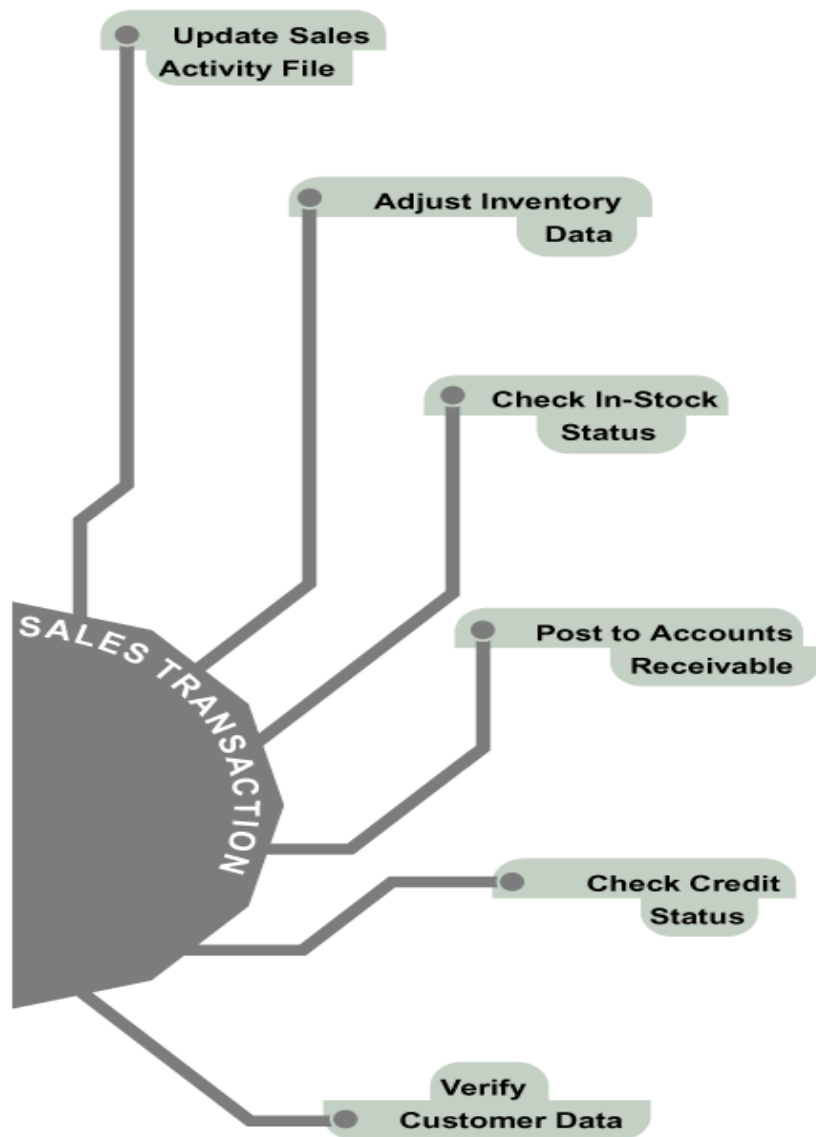 Update Sales
Activity File
Adjust Inventory
Data
Check In-Stock
Status
SALES TRANSACTION
Post to Accounts
Receivable
Check Credit
Status
Verify
Customer Data